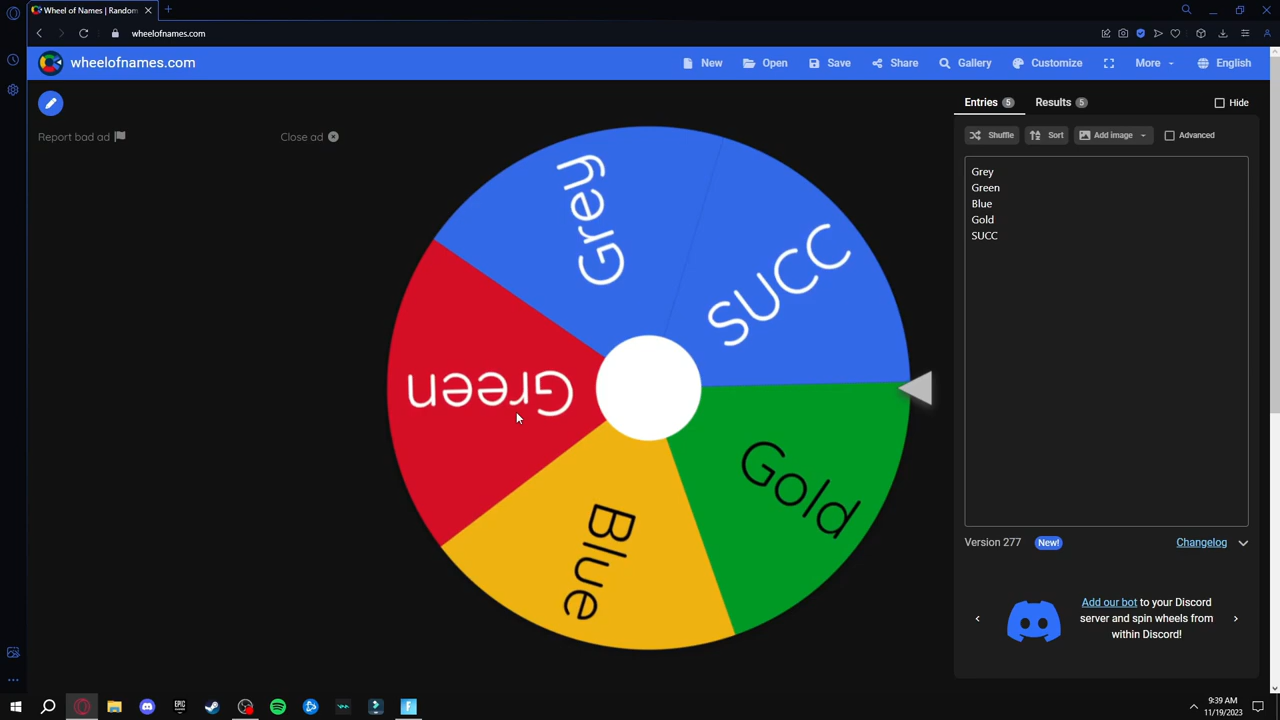 Wheel of Names | Random
wheelofnames.com
wheelofnames.com
New
Open
Save
Share
Gallery
Customize
More
English
Report bad ad
Close ad
Entries 5
Results 5
Hide
Shuffle
Sort
Add image
Advanced
Grey
Green
Blue
Gold
SUCC
Grey
SUCC
Green
Gold
Blue
Version 277
New!
Changelog
Add our bot to your Discord
server and spin wheels from
within Discord!
EPIC
9:39 AM
11/19/2023